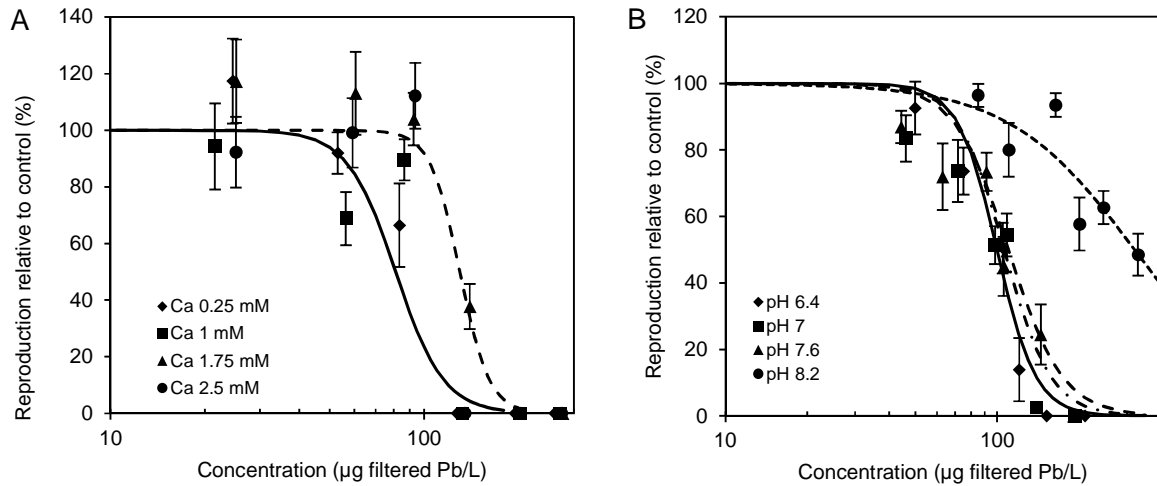 A
Reproduction relative to control (%)
140
120
100
80
60
40
20
0
Ca 0.25 mM
Ca 1 mM
Ca 1.75 mM
Ca 2.5 mM
10
100
Concentration (µg filtered Pb/L)
B
Reproduction relative to control (%)
120
100
80
60
40
20
0
pH 6.4
pH 7
pH 7.6
pH 8.2
10
100
Concentration (µg filtered Pb/L)